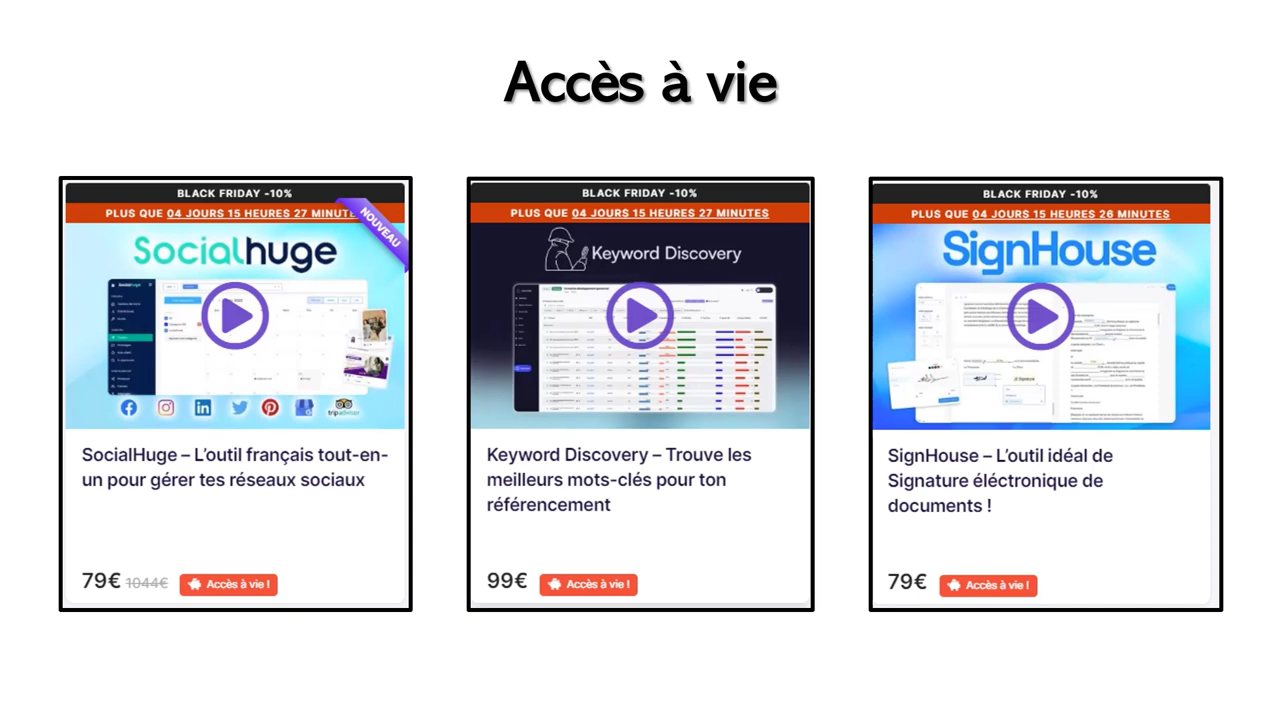 Accès à vie
BLACK FRIDAY -10%
PLUS QUE 04 JOURS 15 HEURES 27 MINUTE
NOUVEAU
Socialhuge
tripadvisor
SocialHuge – L'outil français tout-en-
un pour gérer tes réseaux sociaux
79€ 1044€ Accès à vie !
BLACK FRIDAY -10%
PLUS QUE 04 JOURS 15 HEURES 27 MINUTES
Keyword Discovery
Keyword Discovery – Trouve les
meilleurs mots-clés pour ton
référencement
99€ Accès à vie !
BLACK FRIDAY -10%
PLUS QUE 04 JOURS 15 HEURES 26 MINUTES
SignHouse
SignHouse – L'outil idéal de
Signature éléctronique de
documents !
79€ Accès à vie !